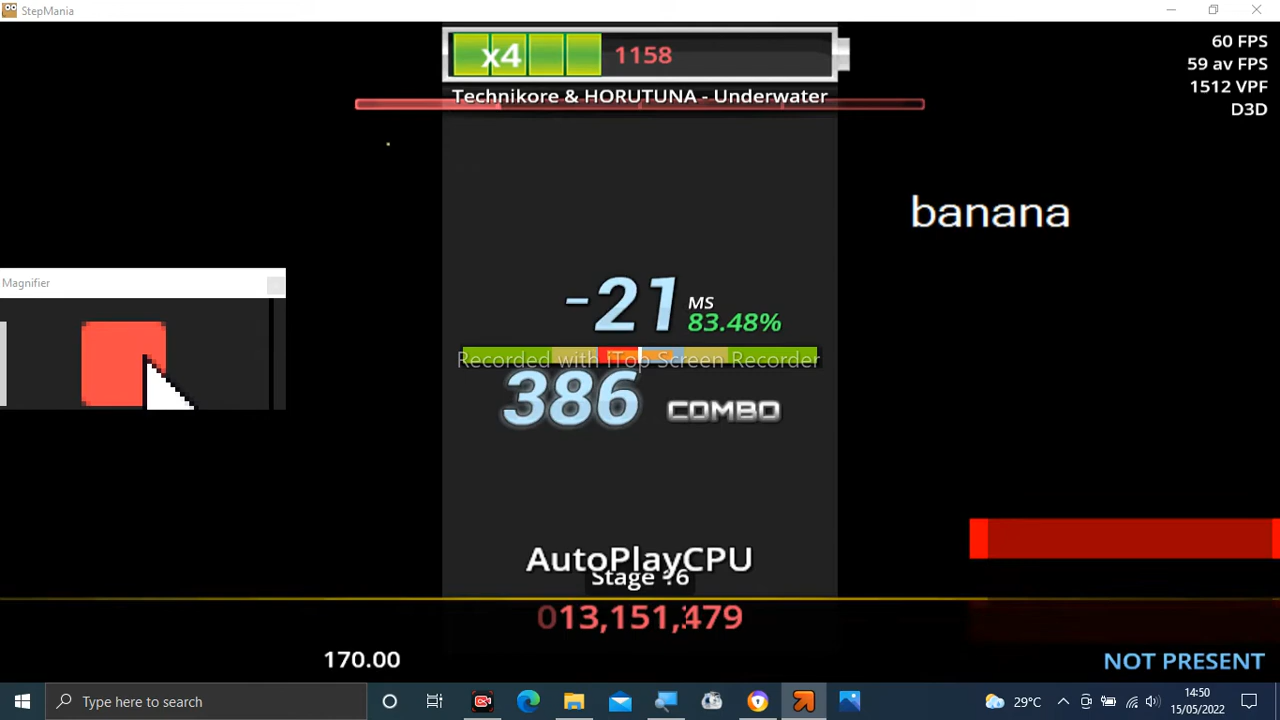 StepMania
60 FPS
59 av FPS
1512 VPF
D3D
x4 1158
Technikore & HORUTUNA - Underwater
banana
Magnifier
-21 MS
83.48%
Recorded with iTop Screen Recorder
386 COMBO
AutoPlayCPU
013,151,479
170.00
NOT PRESENT
Type here to search
29°C
14:50
15/05/2022